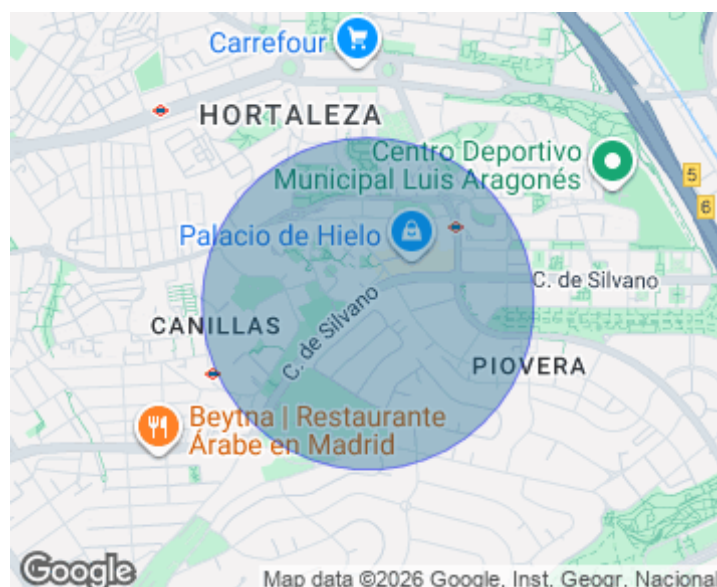 Carrefour
HORTALEZA
Centro Deportivo
Municipal Luis Aragonés
5
6
Palacio de Hielo
C. de Silvano
C. de Silvano
CANILLAS
PIOVERA
Beytna | Restaurante
Árabe en Madrid
Google
Map data ©2026 Google, Inst. Geogr. Nacional